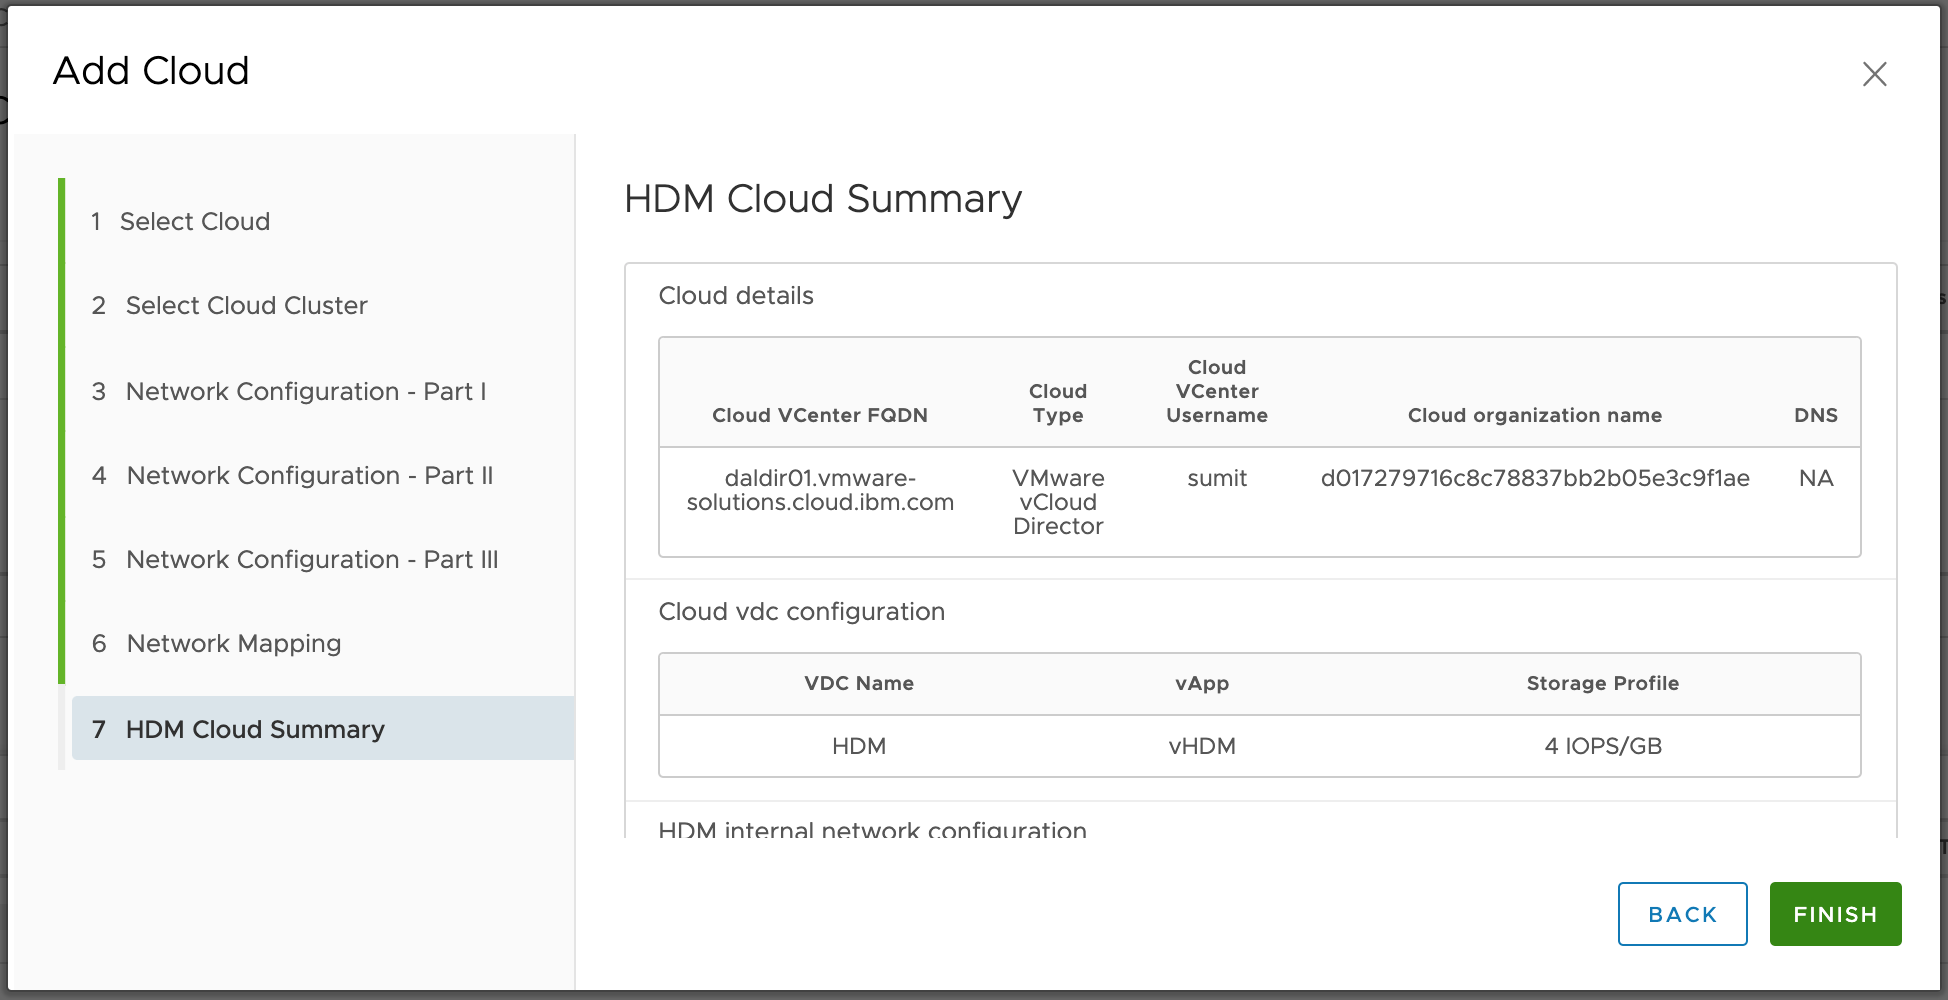 Add Cloud
1 Select Cloud
2 Select Cloud Cluster
3 Network Configuration - Part I
4 Network Configuration - Part II
5 Network Configuration - Part III
6 Network Mapping
7 HDM Cloud Summary
HDM Cloud Summary
Cloud details
Cloud VCenter FQDN
Cloud
Type
Cloud
VCenter
Username
Cloud organization name
DNS
daldir01.vmware-
solutions.cloud.ibm.com
VMware
vCloud
Director
sumit
d017279716c8c78837bb2b05e3c9f1ae
NA
Cloud vdc configuration
VDC Name vApp Storage Profile
HDM vHDM 4 IOPS/GB
HDM internal network configuration
BACK FINISH